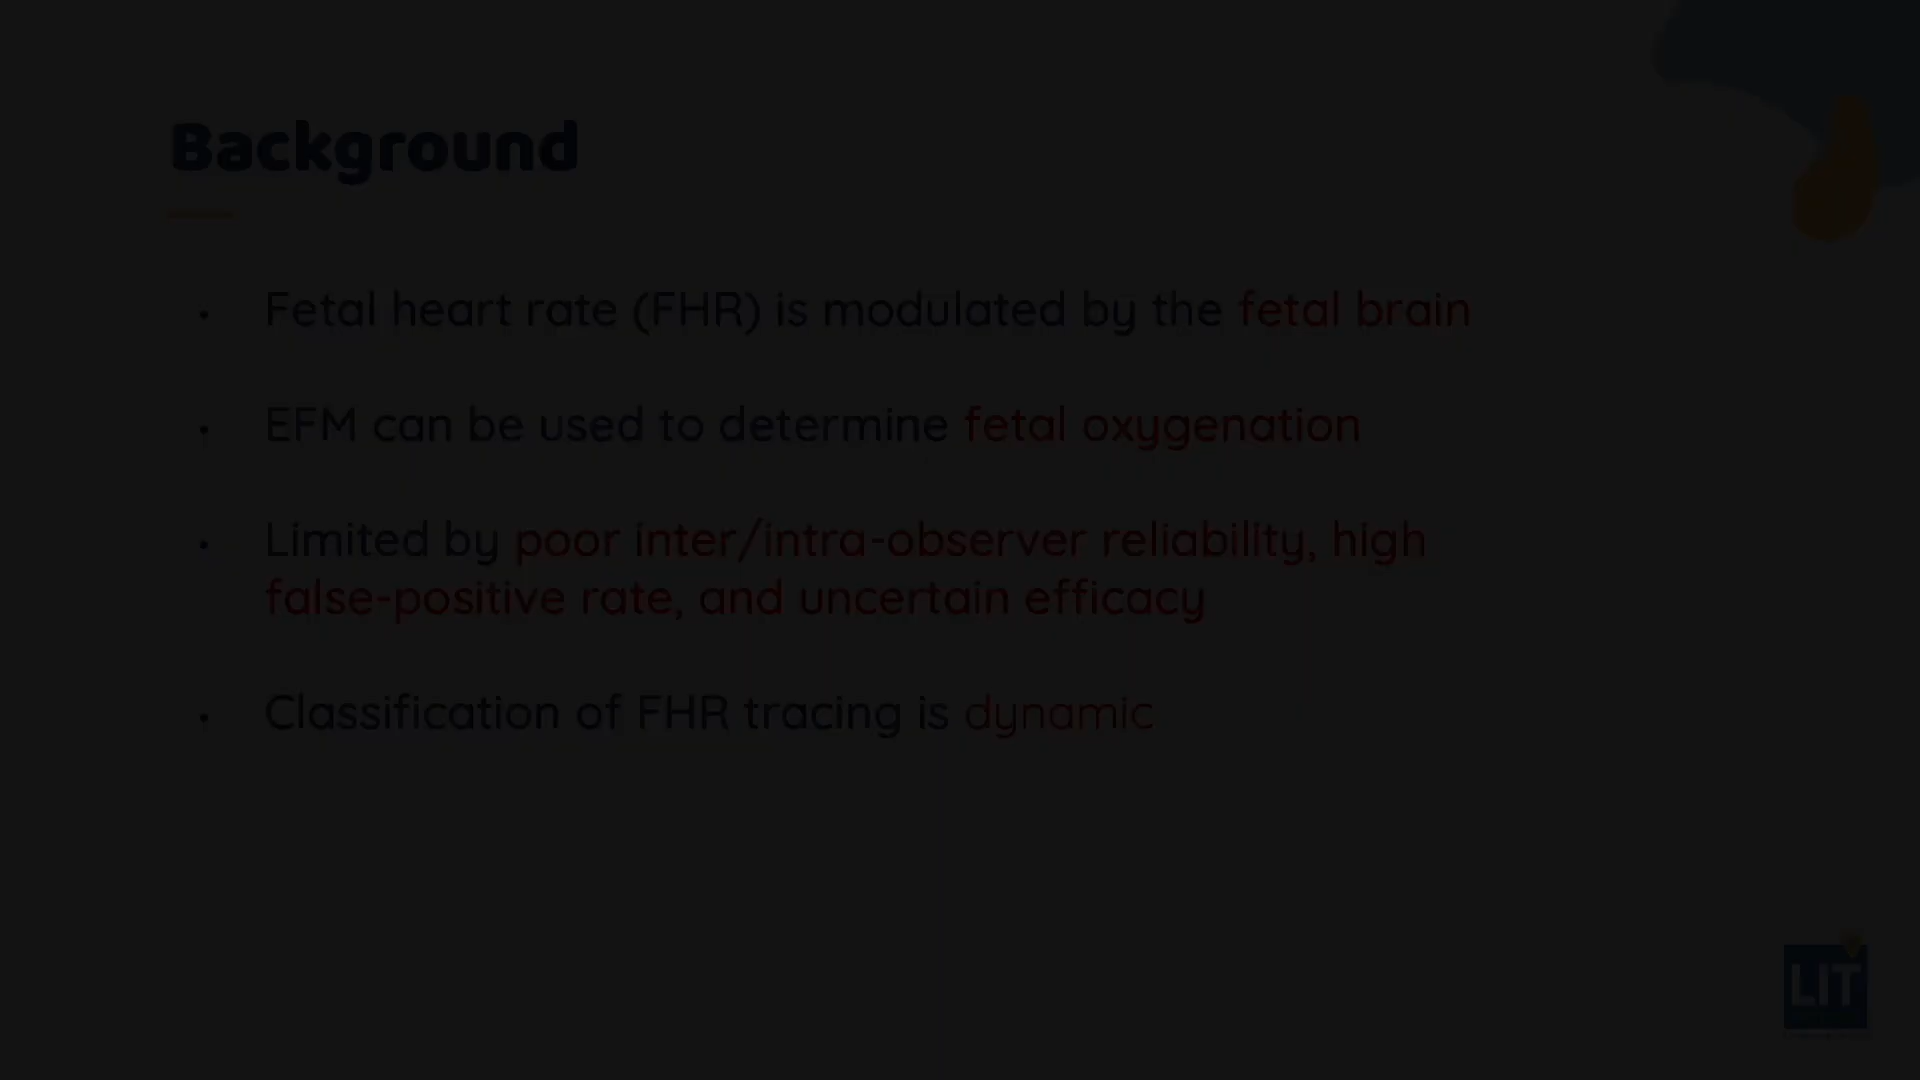 Background
• Fetal heart rate (FHR) is modulated by the fetal brain
• EFM can be used to determine fetal oxygenation
• Limited by poor inter/intra-observer reliability, high
false-positive rate, and uncertain efficacy
• Classification of FHR tracing is dynamic
LIT